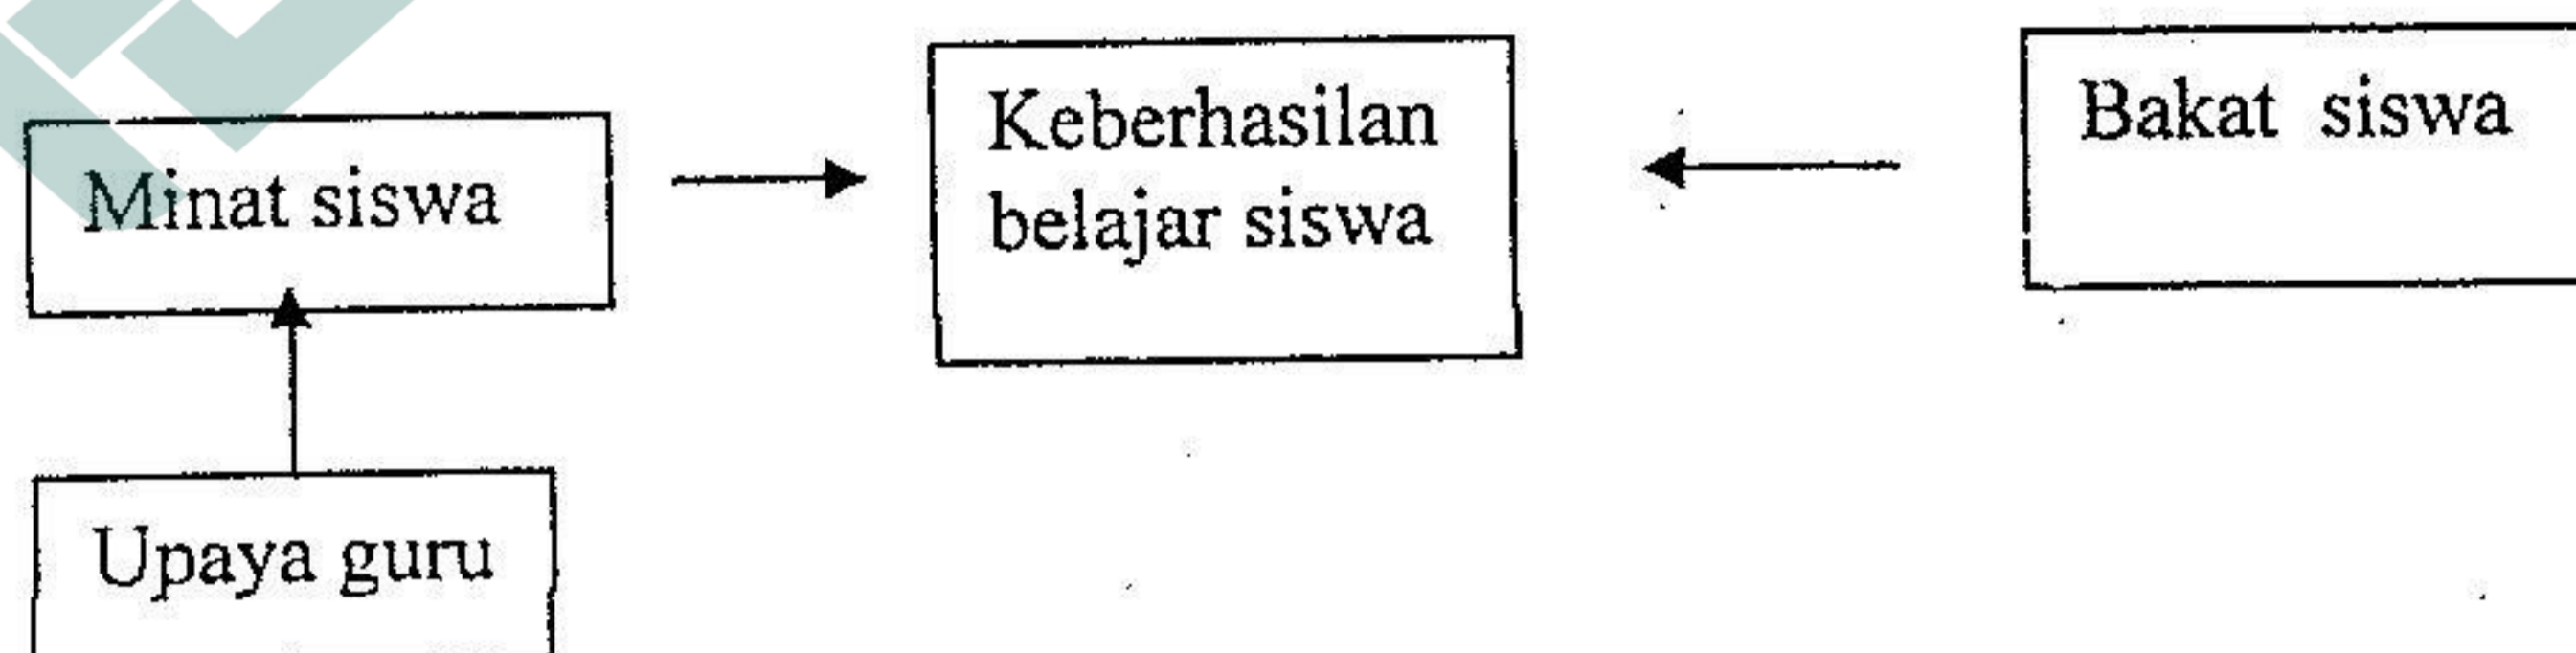 Minat siswa
Keberhasilan
belajar siswa
Bakat siswa
Upaya guru